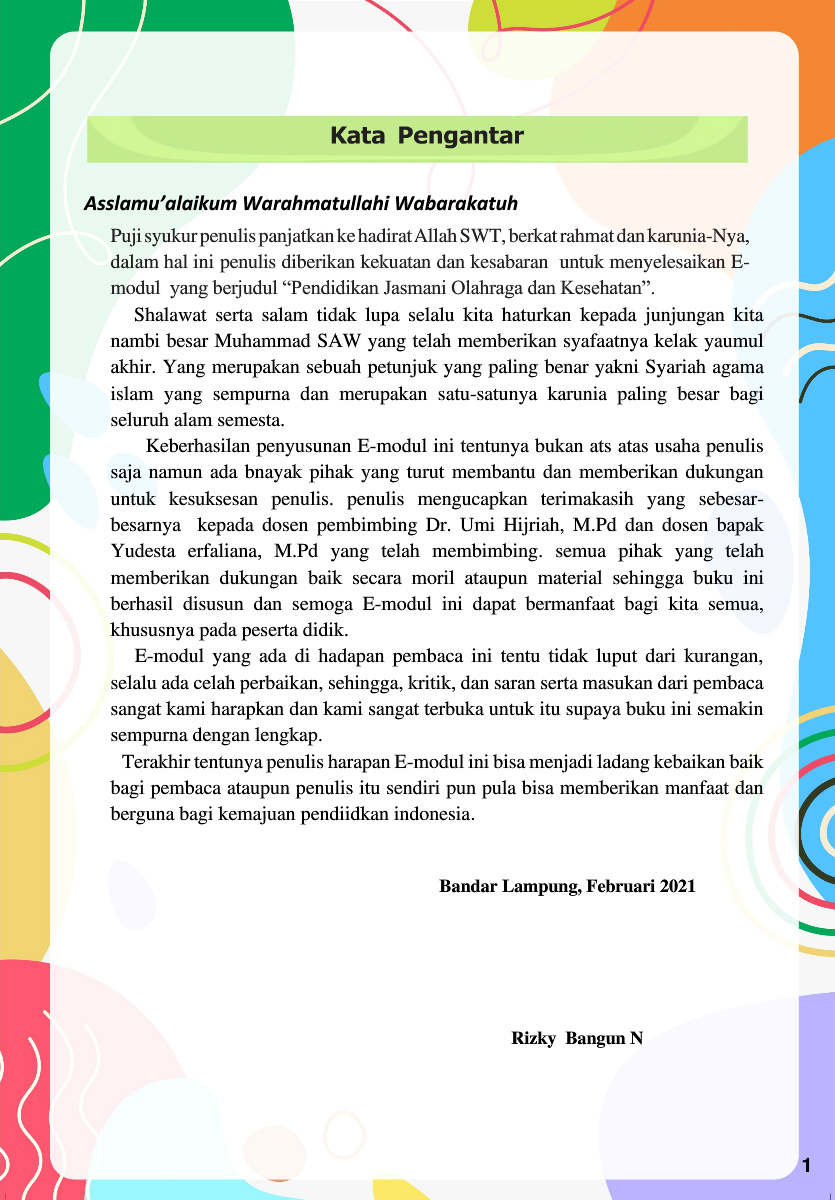 Kata Pengantar
Asslamu’alaikum Warahmatullahi Wabarakatuh
Puji syukur penulis panjatkan ke hadirat Allah SWT, berkat rahmat dan karunia-Nya,
dalam hal ini penulis diberikan kekuatan dan kesabaran untuk menyelesaikan E-
modul yang berjudul “Pendidikan Jasmani Olahraga dan Kesehatan”.
Shalawat serta salam tidak lupa selalu kita haturkan kepada junjungan kita
nambi besar Muhammad SAW yang telah memberikan syafaatnya kelak yaumul
akhir. Yang merupakan sebuah petunjuk yang paling benar yakni Syariah agama
islam yang sempurna dan merupakan satu-satunya karunia paling besar bagi
seluruh alam semesta.
Keberhasilan penyusunan E-modul ini tentunya bukan ats atas usaha penulis
saja namun ada bnayak pihak yang turut membantu dan memberikan dukungan
untuk kesuksesan penulis. penulis mengucapkan terimakasih yang sebesar-
besarnya kepada dosen pembimbing Dr. Umi Hijriah, M.Pd dan dosen bapak
Yudesta erfaliana, M.Pd yang telah membimbing. semua pihak yang telah
memberikan dukungan baik secara moril ataupun material sehingga buku ini
berhasil disusun dan semoga E-modul ini dapat bermanfaat bagi kita semua,
khususnya pada peserta didik.
E-modul yang ada di hadapan pembaca ini tentu tidak luput dari kurangan,
selalu ada celah perbaikan, sehingga, kritik, dan saran serta masukan dari pembaca
sangat kami harapkan dan kami sangat terbuka untuk itu supaya buku ini semakin
sempurna dengan lengkap.
Terakhir tentunya penulis harapan E-modul ini bisa menjadi ladang kebaikan baik
bagi pembaca ataupun penulis itu sendiri pun pula bisa memberikan manfaat dan
berguna bagi kemajuan pendiidkan indonesia.
Bandar Lampung, Februari 2021
Rizky Bangun N
1